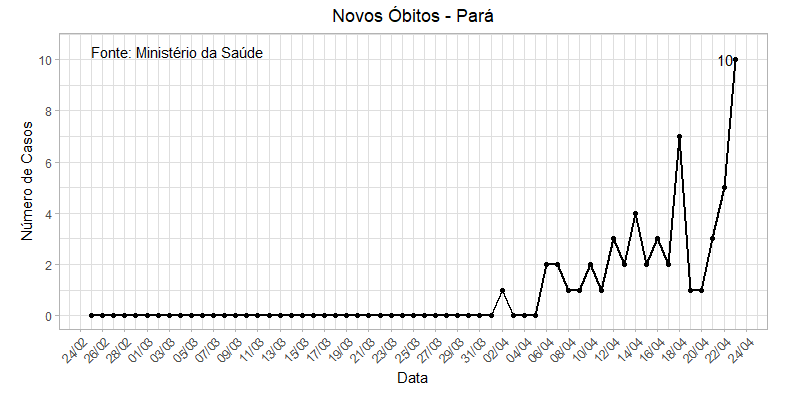 Novos Óbitos - Pará
Fonte: Ministério da Saúde
10
Número de Casos
10
8
6
4
2
0
24/02 26/02 28/02 01/03 03/03 05/03 07/03 09/03 11/03 13/03 15/03 17/03 19/03 21/03 23/03 25/03 27/03 29/03 31/03 02/04 04/04 06/04 08/04 10/04 12/04 14/04 16/04 18/04 20/04 22/04 24/04
Data